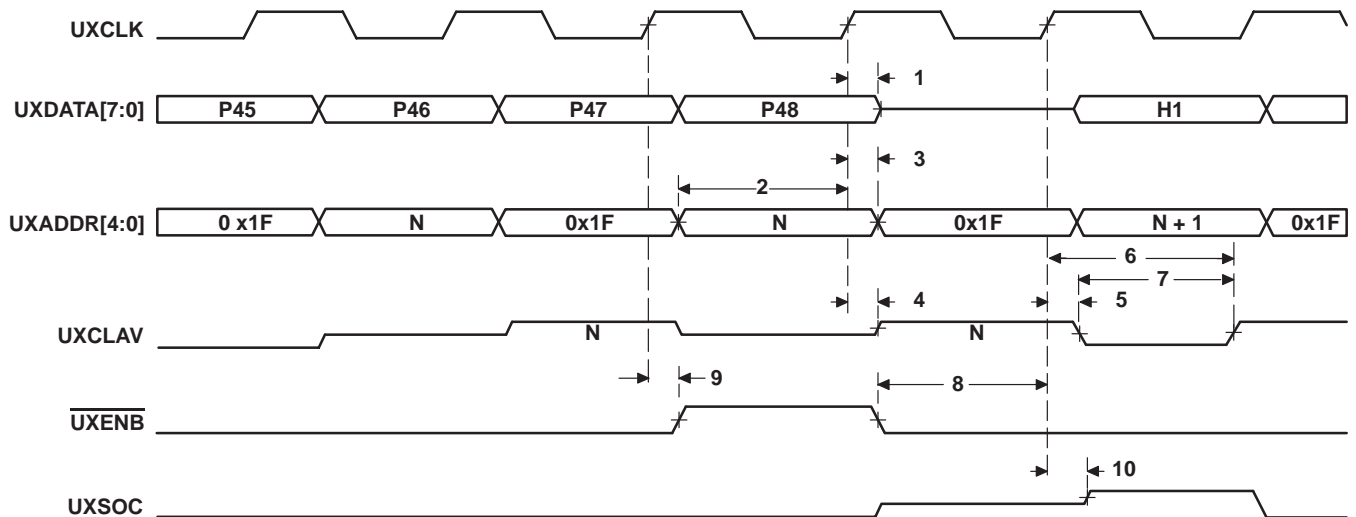 UXCLK
1
UXDATA[7:0] P45 P46 P47 P48 H1
3
2
UXADDR[4:0] 0 x1F N 0x1F N 0x1F N + 1 0x1F
6
7
4 5
UXCLAV N N
9 8
UXENB
10
UXSOC